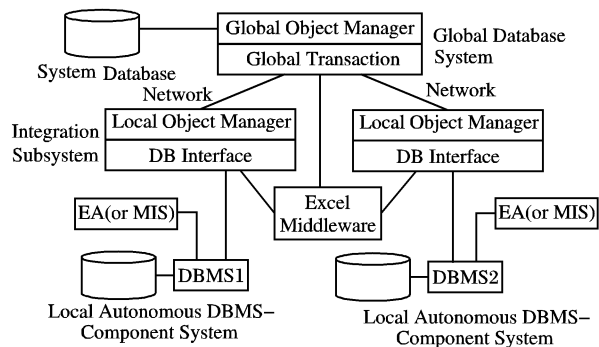 Global Object Manager
Global Transaction
Global Database
System
System Database
Network
Network
Integration
Subsystem
Local Object Manager
DB Interface
Local Object Manager
DB Interface
Excel
Middleware
EA(or MIS)
EA(or MIS)
DBMS1
DBMS2
Local Autonomous DBMS–
Component System
Local Autonomous DBMS–
Component System